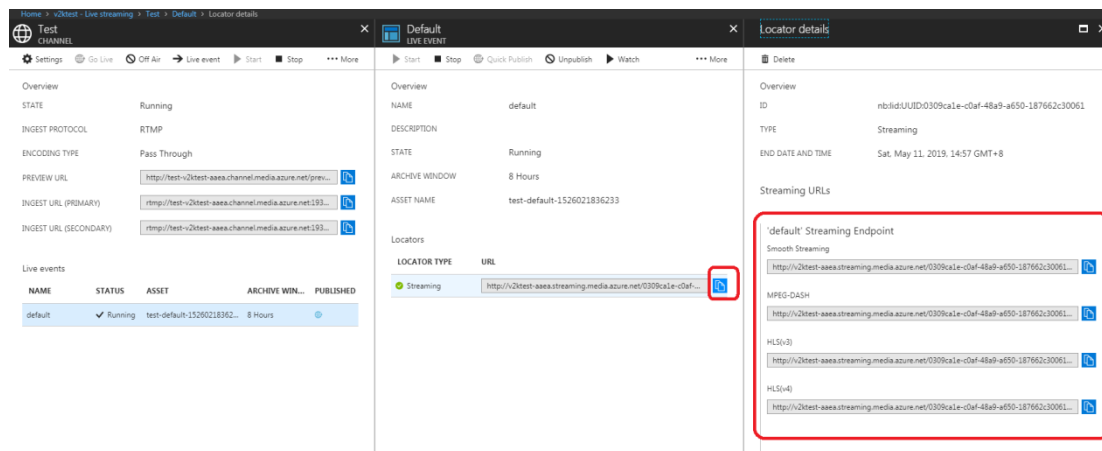 Home > v2ktest - Live streaming > Test > Default > Locator details
Test
CHANNEL
Settings Go Live Off Air Live event Start Stop ••• More
Overview
STATE Running
INGEST PROTOCOL RTMP
ENCODING TYPE Pass Through
PREVIEW URL http://test-v2ktest-aaea.channel.media.azure.net/prev...
INGEST URL (PRIMARY) rtmp://test-v2ktest-aaea.channel.media.azure.net:193...
INGEST URL (SECONDARY) rtmp://test-v2ktest-aaea.channel.media.azure.net:193...
Live events
NAME STATUS ASSET ARCHIVE WIN... PUBLISHED
default Running test-default-15260218362... 8 Hours
Default
LIVE EVENT
Start Stop Quick Publish Unpublish Watch ••• More
Overview
NAME default
DESCRIPTION
STATE Running
ARCHIVE WINDOW 8 Hours
ASSET NAME test-default-1526021836233
Locators
LOCATOR TYPE URL
Streaming http://v2ktest-aaea.streaming.media.azure.net/0309ca1e-c0af-...
Locator details
Delete
Overview
ID nb:lid:UUID:0309ca1e-c0af-48a9-a650-187662c30061
TYPE Streaming
END DATE AND TIME Sat, May 11, 2019, 14:57 GMT+8
Streaming URLs
'default' Streaming Endpoint
Smooth Streaming
http://v2ktest-aaea.streaming.media.azure.net/0309ca1e-c0af-48a9-a650-187662c30061...
MPEG-DASH
http://v2ktest-aaea.streaming.media.azure.net/0309ca1e-c0af-48a9-a650-187662c30061...
HLS(v3)
http://v2ktest-aaea.streaming.media.azure.net/0309ca1e-c0af-48a9-a650-187662c30061...
HLS(v4)
http://v2ktest-aaea.streaming.media.azure.net/0309ca1e-c0af-48a9-a650-187662c30061...